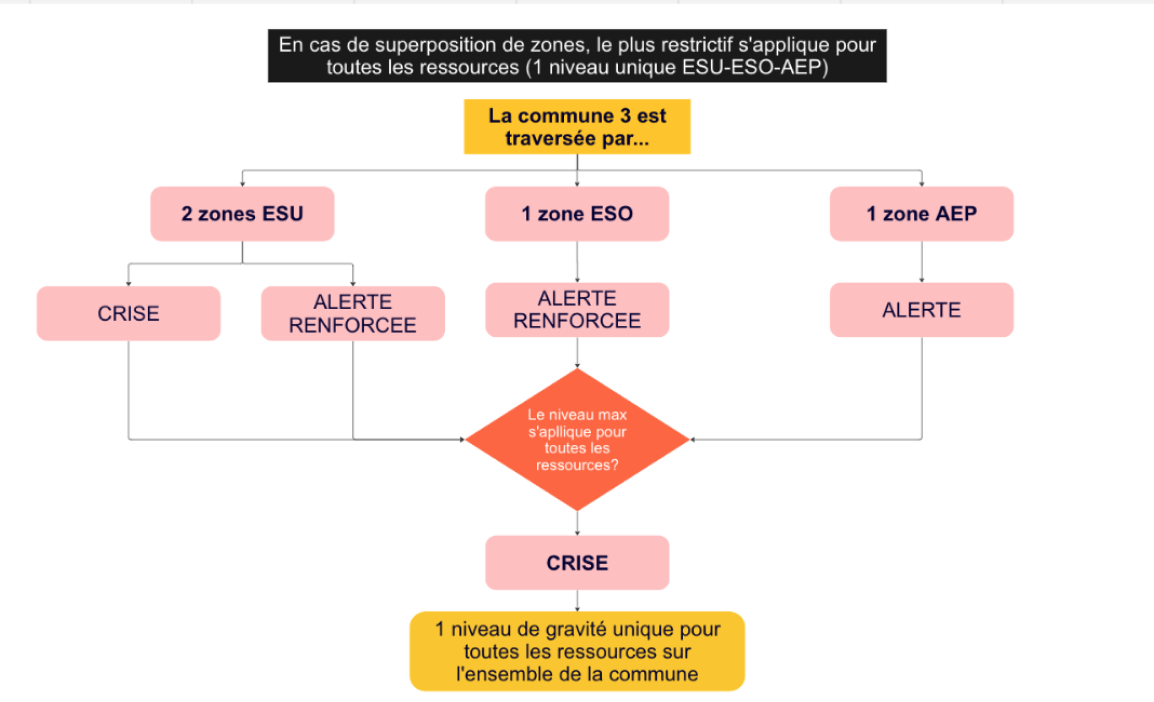 En cas de superposition de zones, le plus restrictif s'applique pour
toutes les ressources (1 niveau unique ESU-ESO-AEP)
La commune 3 est
traversée par...
2 zones ESU
1 zone ESO
1 zone AEP
CRISE
ALERTE
RENFORCEE
ALERTE
RENFORCEE
ALERTE
Le niveau max
s'apllique pour
toutes les
ressources?
CRISE
1 niveau de gravité unique pour
toutes les ressources sur
l'ensemble de la commune